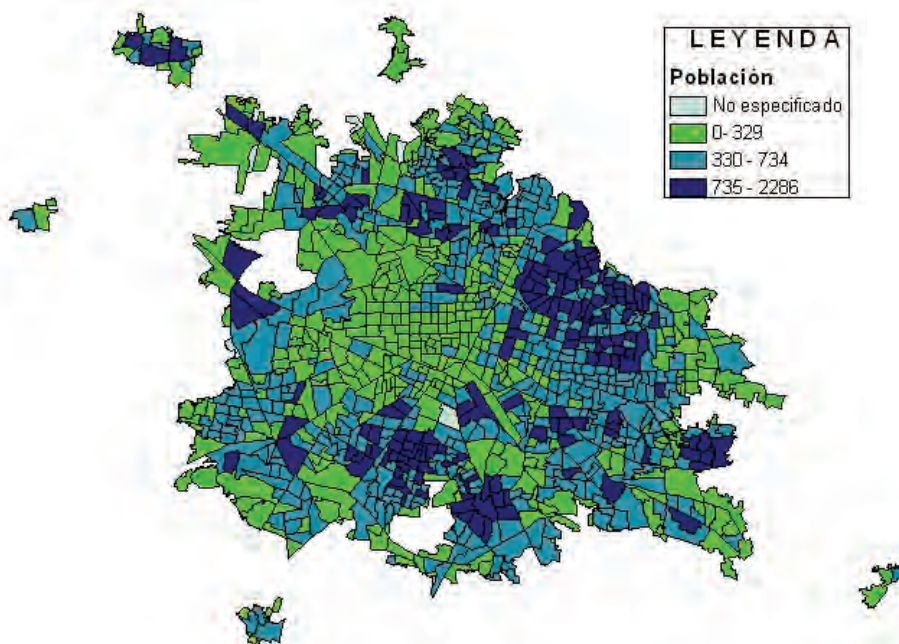 LEYENDA
Población
No especificado
0- 329
330 - 734
735 - 2286